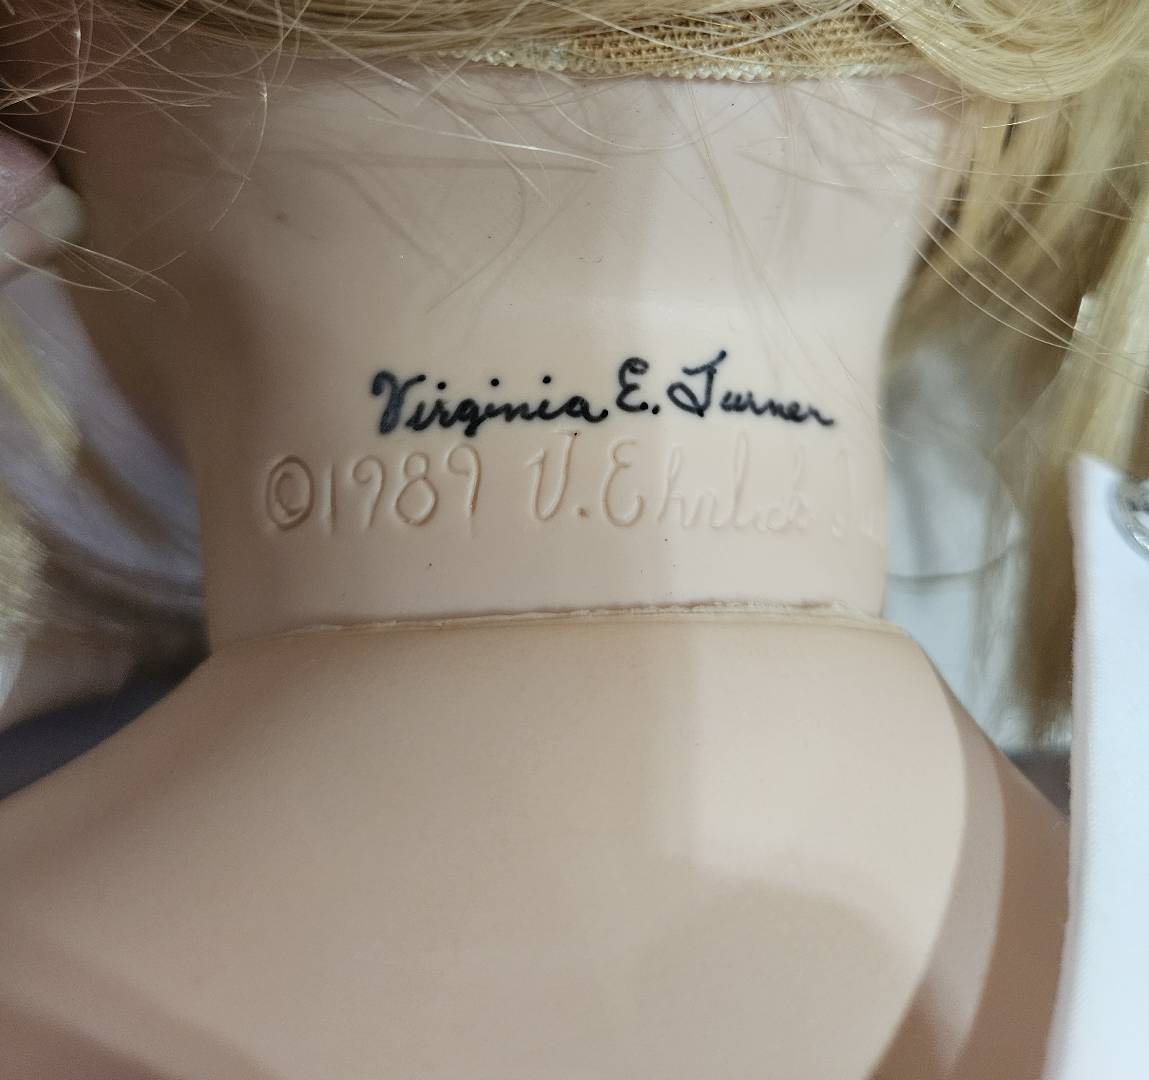 Virginia E. Turner
©1989 V. Ehrlich